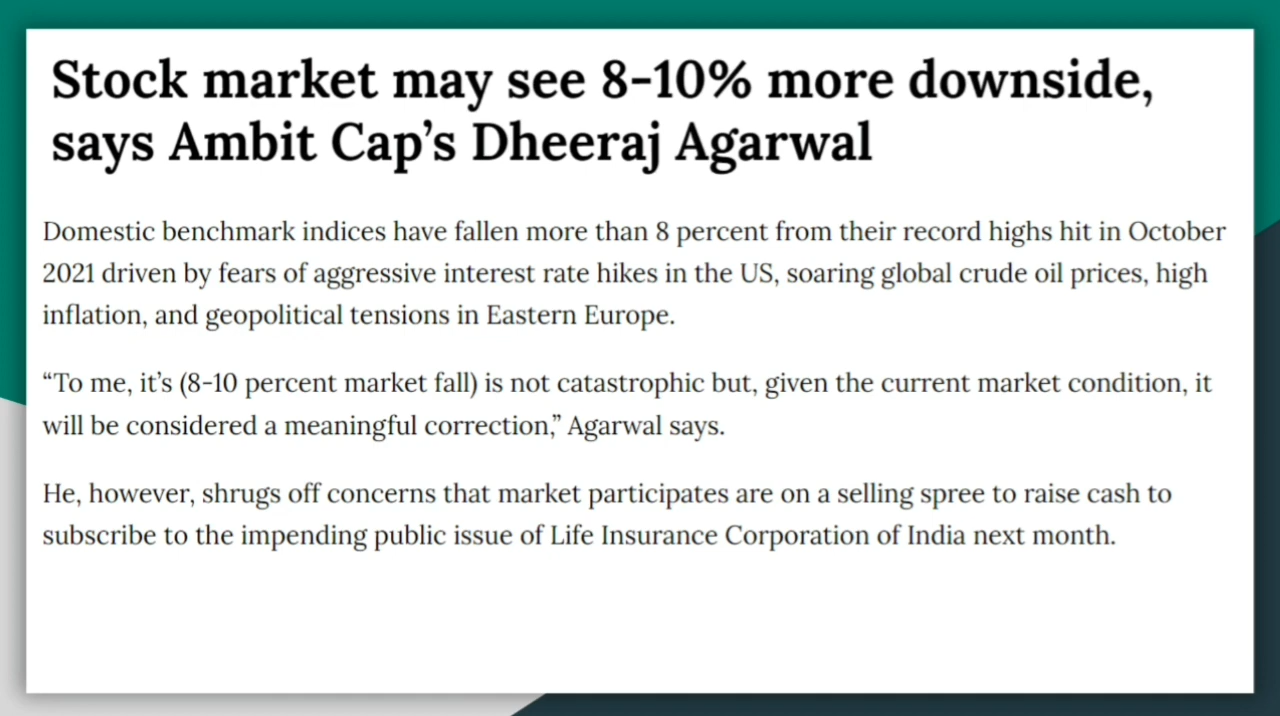 Stock market may see 8-10% more downside,
says Ambit Cap’s Dheeraj Agarwal
Domestic benchmark indices have fallen more than 8 percent from their record highs hit in October
2021 driven by fears of aggressive interest rate hikes in the US, soaring global crude oil prices, high
inflation, and geopolitical tensions in Eastern Europe.
“To me, it’s (8-10 percent market fall) is not catastrophic but, given the current market condition, it
will be considered a meaningful correction,” Agarwal says.
He, however, shrugs off concerns that market participates are on a selling spree to raise cash to
subscribe to the impending public issue of Life Insurance Corporation of India next month.